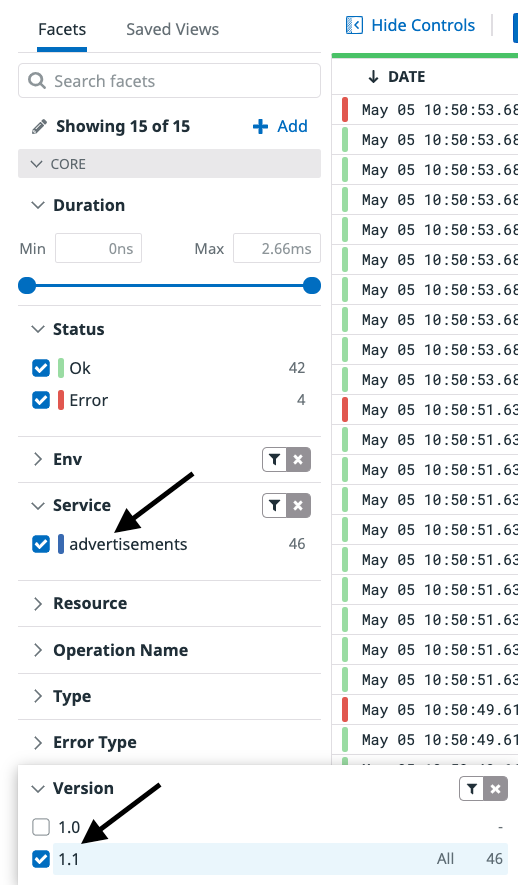 Facets Saved Views
Hide Controls
Search facets
Showing 15 of 15 + Add
CORE
Duration
Min 0ns Max 2.66ms
Status
Ok 42
Error 4
Env
Service
advertisements 46
Resource
Operation Name
Type
Error Type
Version
1.0 -
1.1 All 46
DATE
May 05 10:50:53.68
May 05 10:50:53.68
May 05 10:50:53.68
May 05 10:50:53.68
May 05 10:50:53.68
May 05 10:50:53.68
May 05 10:50:53.68
May 05 10:50:53.68
May 05 10:50:53.68
May 05 10:50:53.68
May 05 10:50:51.63
May 05 10:50:51.63
May 05 10:50:51.63
May 05 10:50:51.63
May 05 10:50:51.63
May 05 10:50:51.63
May 05 10:50:51.63
May 05 10:50:51.63
May 05 10:50:51.63
May 05 10:50:51.63
May 05 10:50:49.61
May 05 10:50:49.61